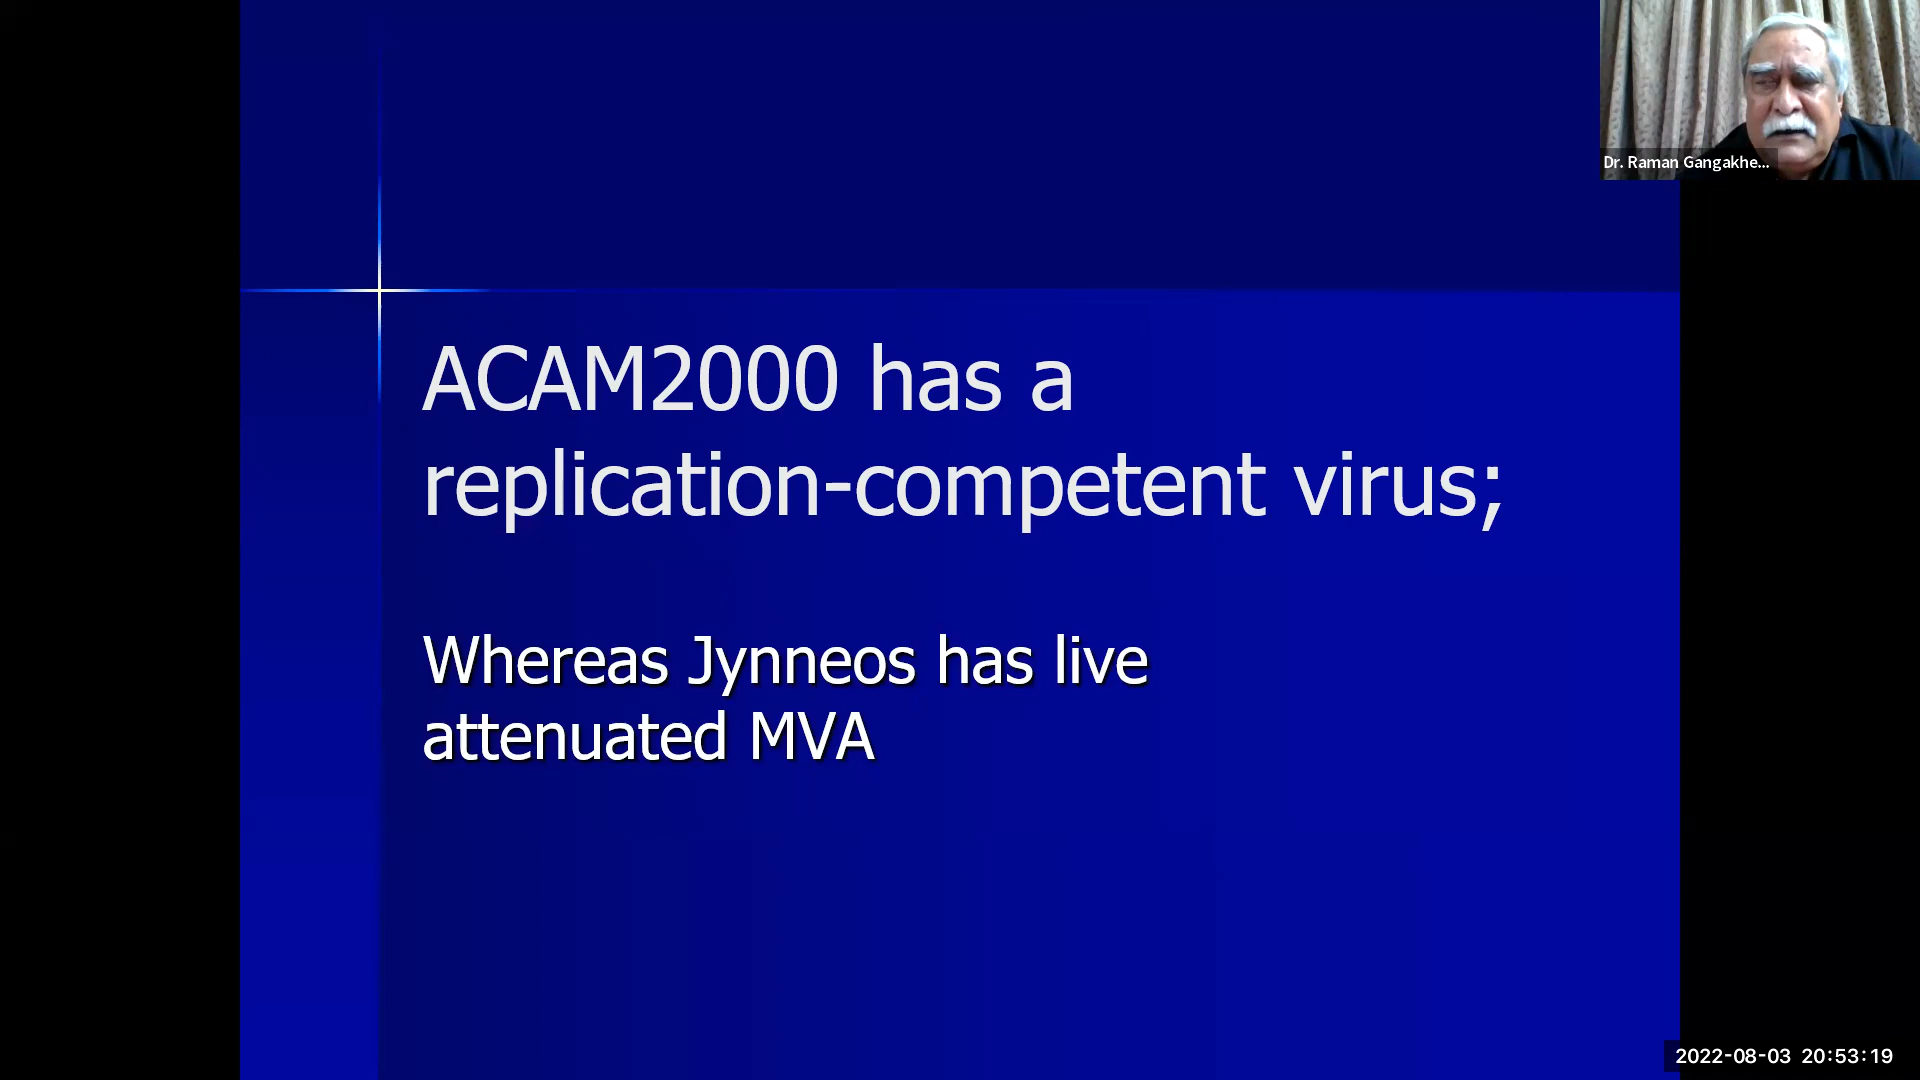 Dr. Raman Gangakhe...
ACAM2000 has a
replication-competent virus;
Whereas Jynneos has live
attenuated MVA
2022-08-03 20:53:19